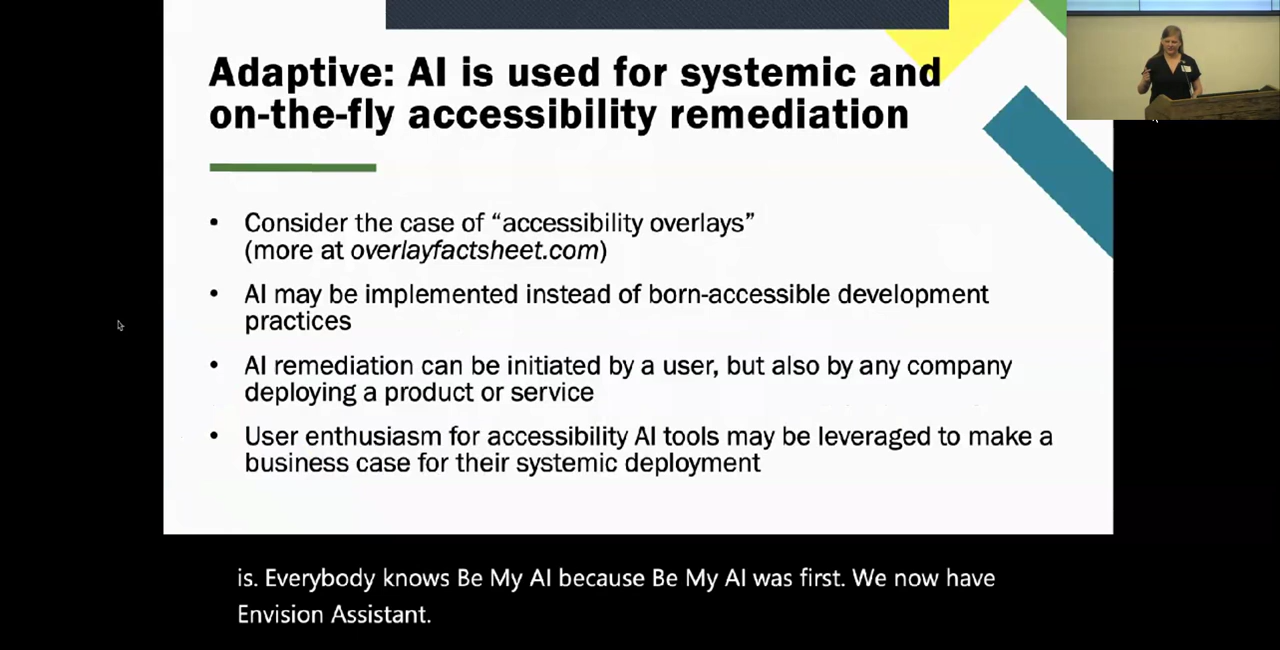 Adaptive: AI is used for systemic and
on-the-fly accessibility remediation
• Consider the case of “accessibility overlays”
(more at overlayfactsheet.com)
• AI may be implemented instead of born-accessible development
practices
• AI remediation can be initiated by a user, but also by any company
deploying a product or service
• User enthusiasm for accessibility AI tools may be leveraged to make a
business case for their systemic deployment
is. Everybody knows Be My AI because Be My AI was first. We now have
Envision Assistant.